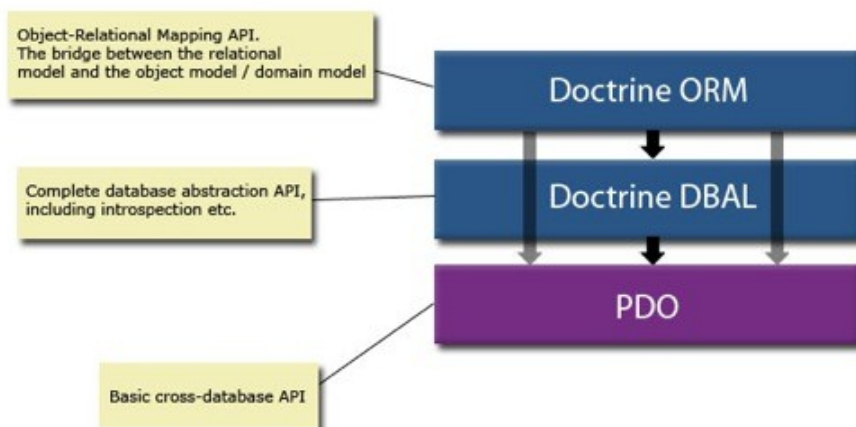 Object-Relational Mapping API.
The bridge between the relational
model and the object model / domain model
Doctrine ORM
Complete database abstraction API,
including introspection etc.
Doctrine DBAL
PDO
Basic cross-database API